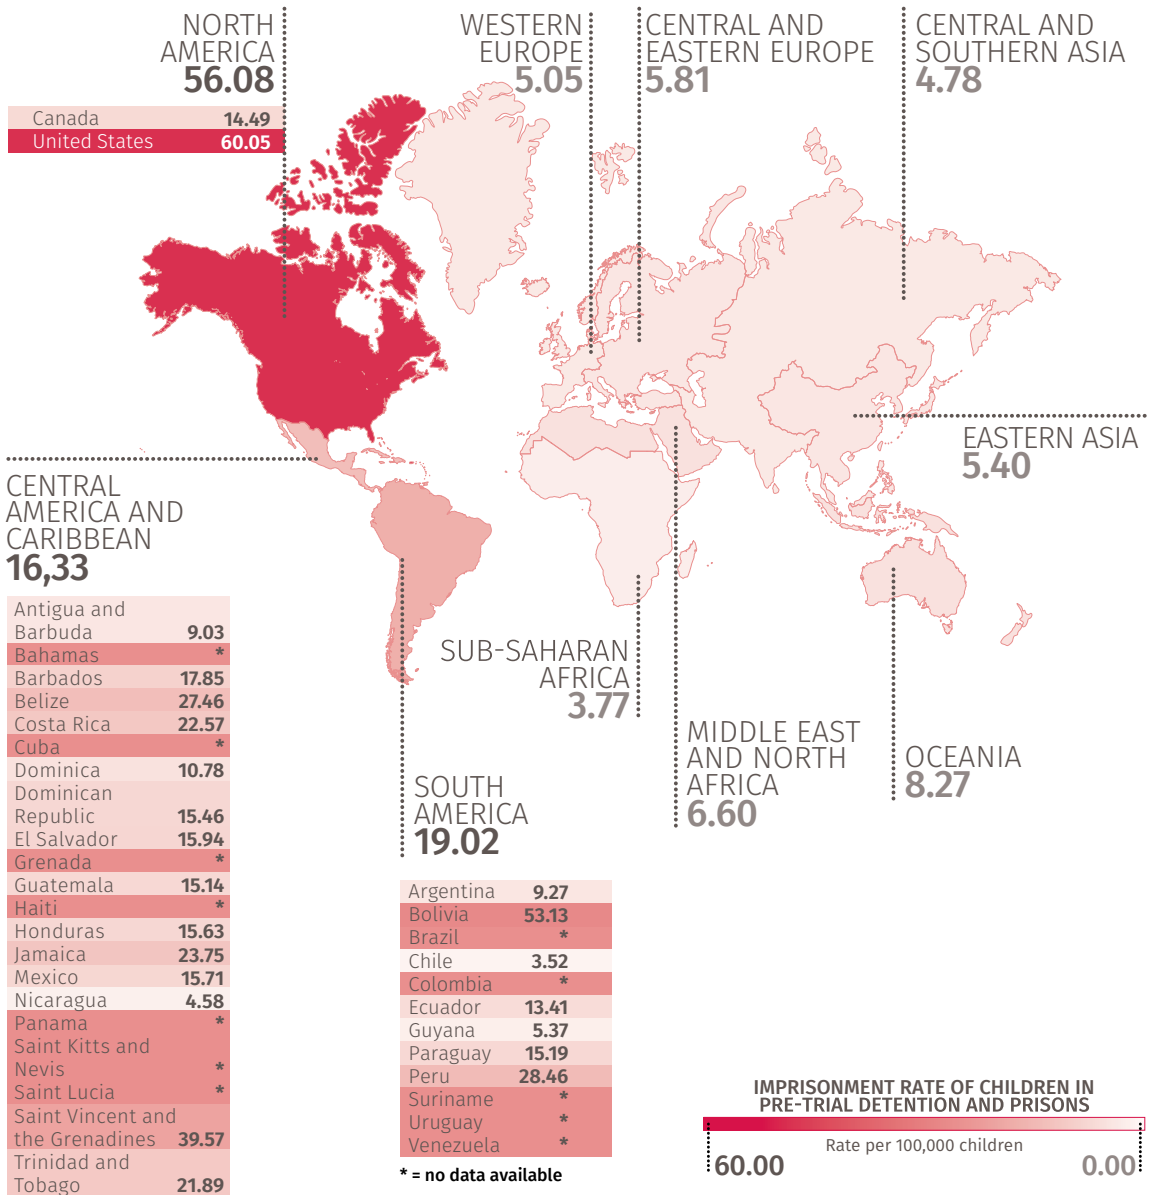 NORTH
AMERICA
56.08
Canada 14.49
United States 60.05
WESTERN
EUROPE
5.05
CENTRAL AND
EASTERN EUROPE
5.81
CENTRAL AND
SOUTHERN ASIA
4.78
EASTERN ASIA
5.40
CENTRAL
AMERICA AND
CARIBBEAN
16,33
Antigua and
Barbuda 9.03
Bahamas *
Barbados 17.85
Belize 27.46
Costa Rica 22.57
Cuba *
Dominica 10.78
Dominican
Republic 15.46
El Salvador 15.94
Grenada *
Guatemala 15.14
Haiti *
Honduras 15.63
Jamaica 23.75
Mexico 15.71
Nicaragua 4.58
Panama *
Saint Kitts and
Nevis *
Saint Lucia *
Saint Vincent and
the Grenadines 39.57
Trinidad and
Tobago 21.89
SUB-SAHARAN
AFRICA
3.77
MIDDLE EAST
AND NORTH
AFRICA
6.60
OCEANIA
8.27
SOUTH
AMERICA
19.02
Argentina 9.27
Bolivia 53.13
Brazil *
Chile 3.52
Colombia *
Ecuador 13.41
Guyana 5.37
Paraguay 15.19
Peru 28.46
Suriname *
Uruguay *
Venezuela *
* = no data available
IMPRISONMENT RATE OF CHILDREN IN
PRE-TRIAL DETENTION AND PRISONS
Rate per 100,000 children
60.00 0.00